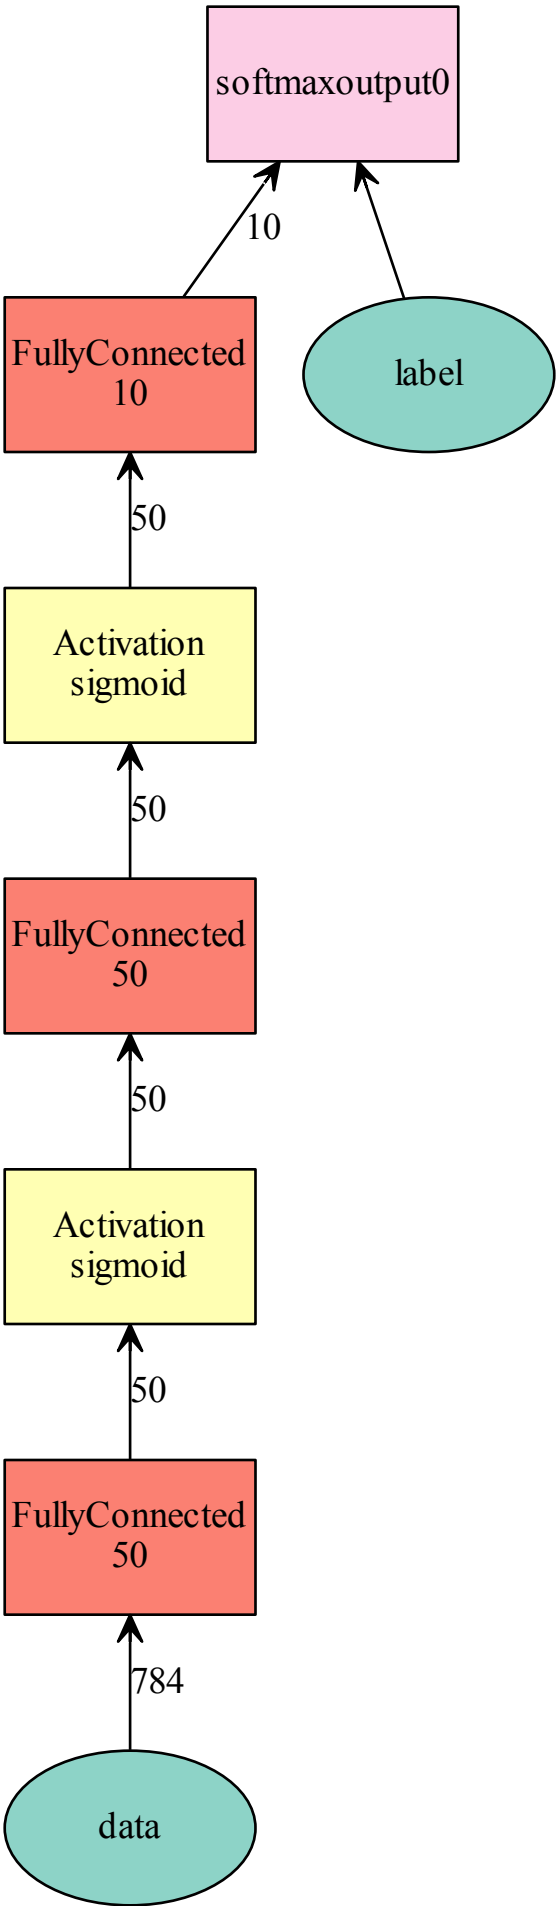 softmaxoutput0
10
FullyConnected
10
label
50
Activation
sigmoid
50
FullyConnected
50
50
Activation
sigmoid
50
FullyConnected
50
784
data